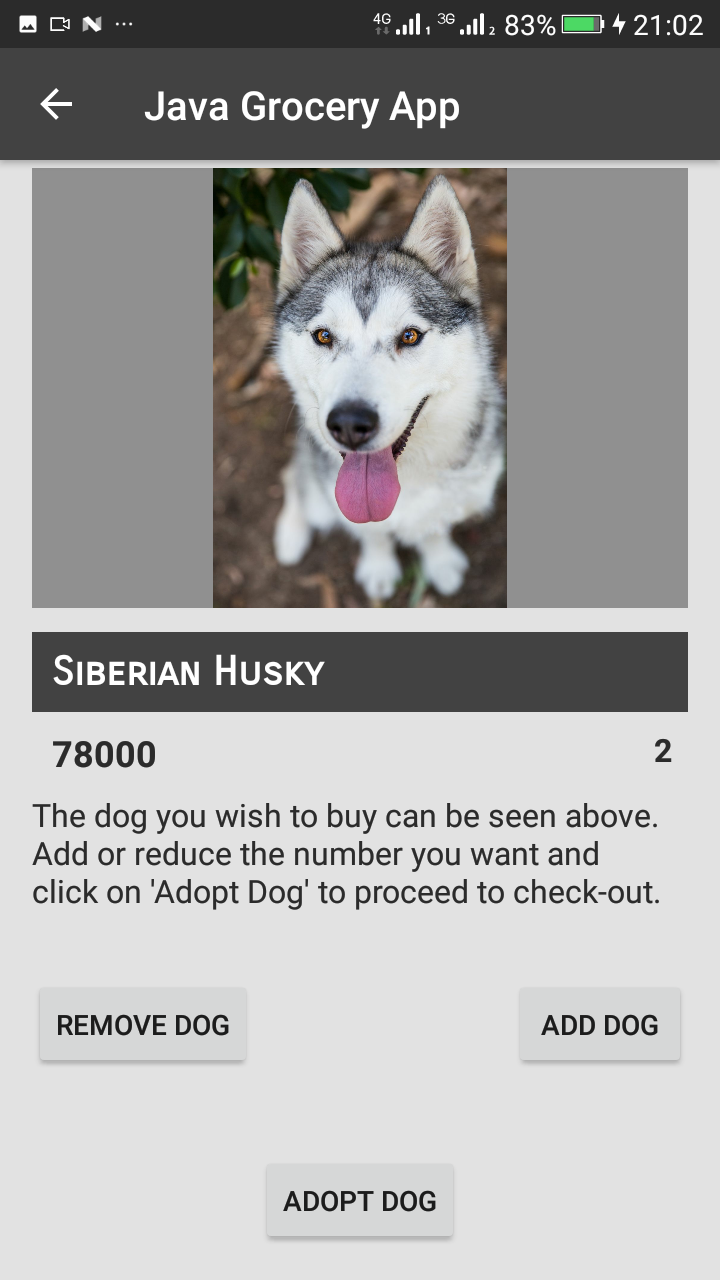 4G 1 3G 2 83% 21:02
Java Grocery App
Siberian Husky
78000 2
The dog you wish to buy can be seen above.
Add or reduce the number you want and
click on 'Adopt Dog' to proceed to check-out.
REMOVE DOG ADD DOG
ADOPT DOG